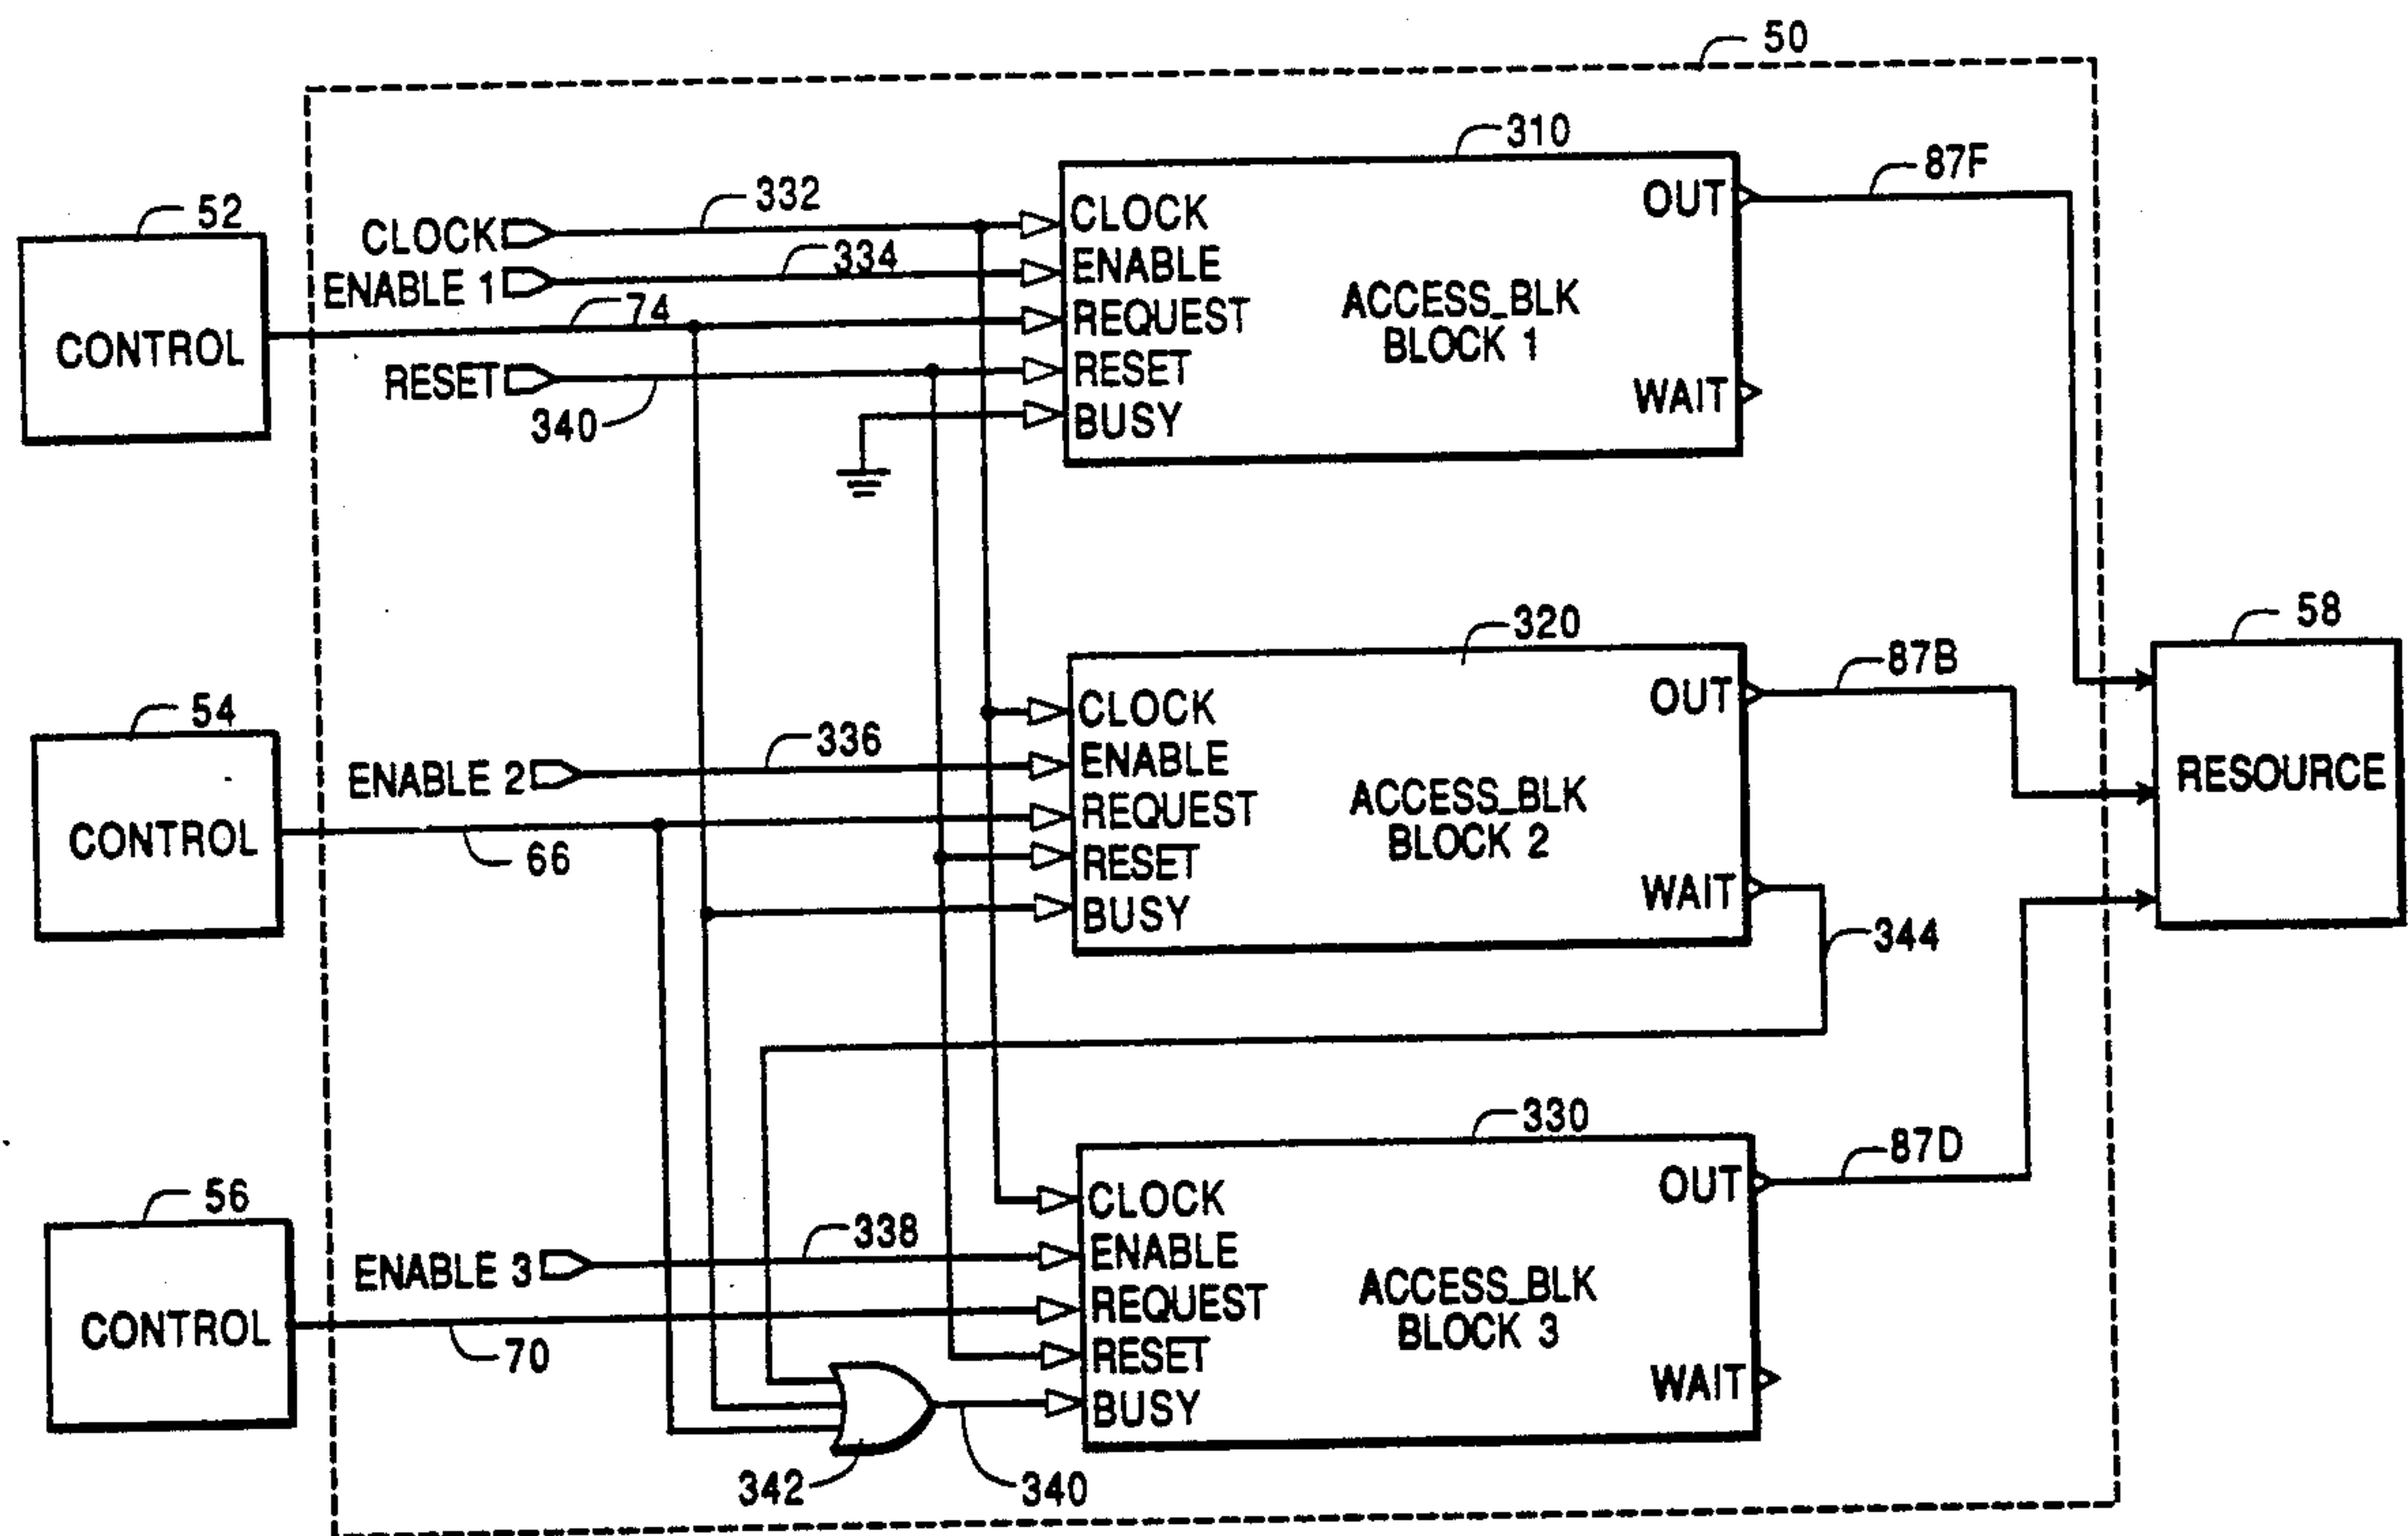 50
310
87F
52
332
CLOCK
334
ENABLE 1
74
RESET
340
CONTROL
CLOCK
ENABLE
REQUEST
RESET
BUSY
ACCESS_BLK
BLOCK 1
OUT
WAIT
320
87B
58
54
336
ENABLE 2
66
CONTROL
CLOCK
ENABLE
REQUEST
RESET
BUSY
ACCESS_BLK
BLOCK 2
OUT
WAIT
RESOURCE
344
330
87D
56
338
ENABLE 3
70
CONTROL
CLOCK
ENABLE
REQUEST
RESET
BUSY
ACCESS_BLK
BLOCK 3
OUT
WAIT
342
340